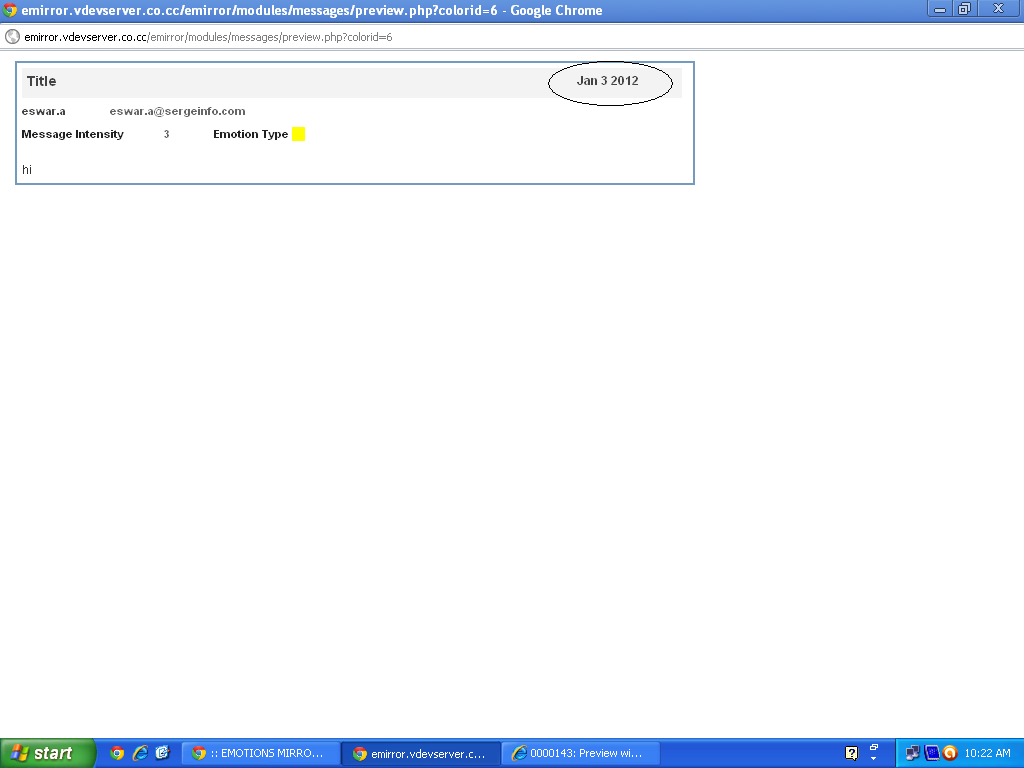 emirror.vdevserver.co.cc/emirror/modules/messages/preview.php?colorid=6 - Google Chrome
emirror.vdevserver.co.cc/emirror/modules/messages/preview.php?colorid=6
Title Jan 3 2012
eswar.a eswar.a@sergeinfo.com
Message Intensity 3 Emotion Type
hi
start :: EMOTIONS MIRRO... emirror.vdevserver.c... 0000143: Preview wi... 10:22 AM